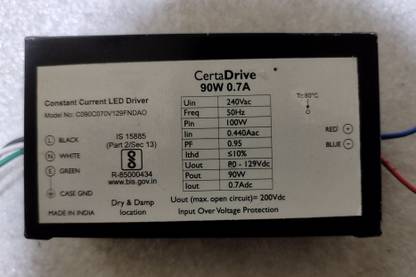 CertaDrive
90W 0.7A
Constant Current LED Driver
Model No: C090C070V129FNDAO
L BLACK
N WHITE
E GREEN
CASE GND
MADE IN INDIA
IS 15885
(Part 2/Sec 13)
R-85000434
www.bis.gov.in
Dry & Damp
location
Uin 240Vac
Freq 50Hz
Pin 100W
Iin 0.440Aac
PF 0.95
Ithd ≤10%
Uout 80 - 129Vdc
Pout 90W
Iout 0.7Adc
Uout (max. open circuit)= 200Vdc
Input Over Voltage Protection
Tc:80°C
RED +
BLUE -